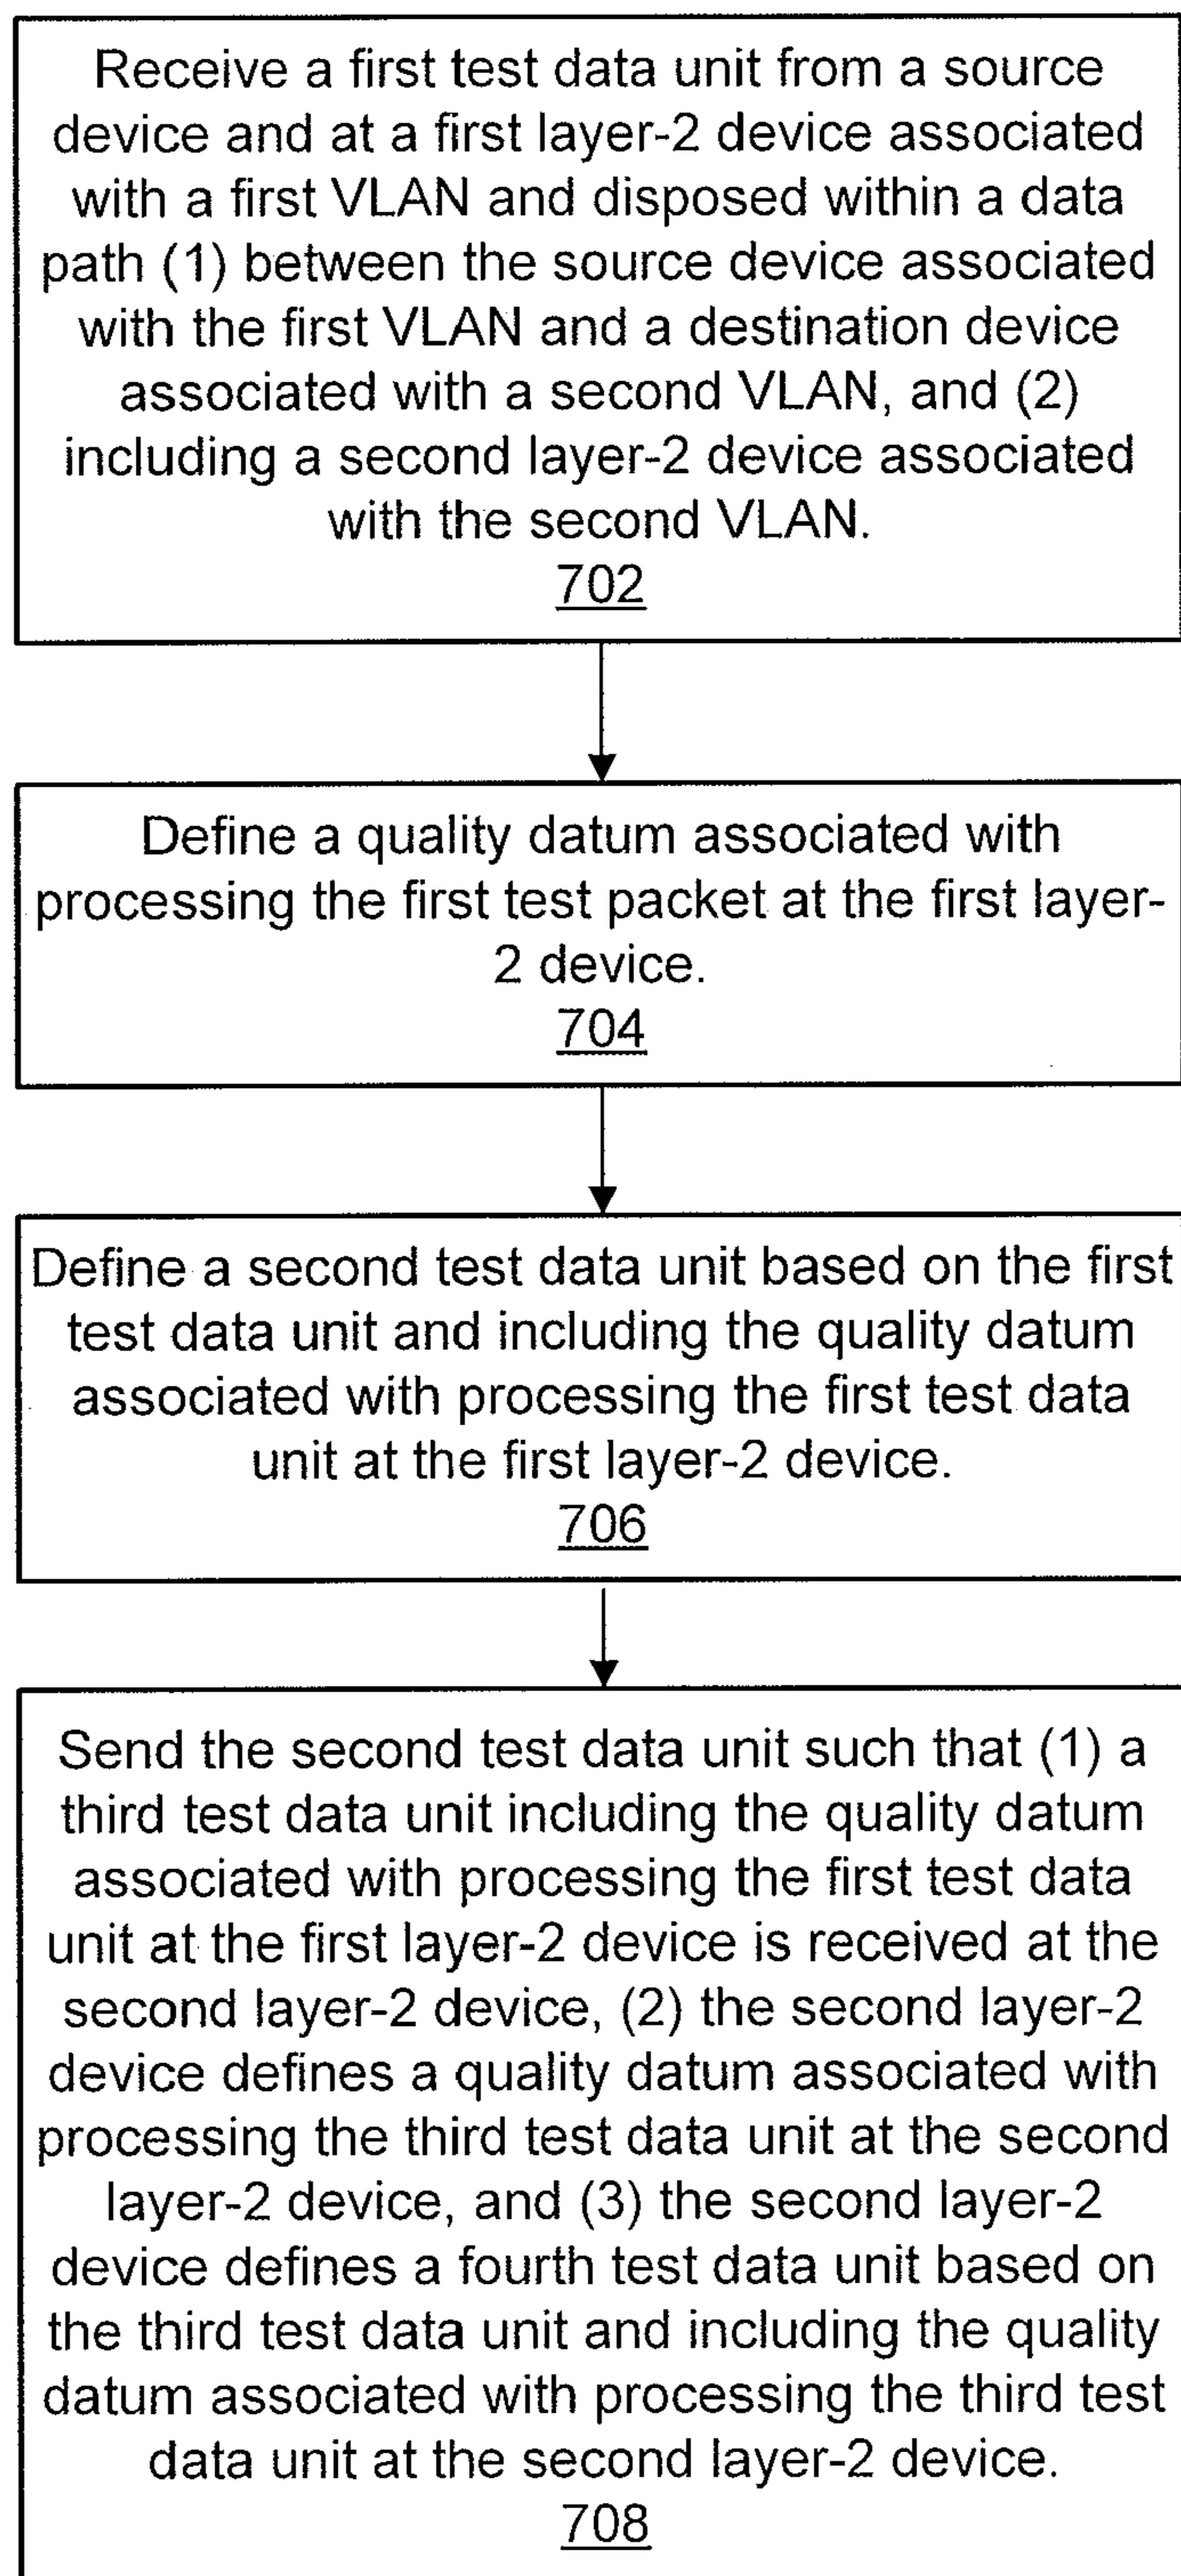 Receive a first test data unit from a source
device and at a first layer-2 device associated
with a first VLAN and disposed within a data
path (1) between the source device associated
with the first VLAN and a destination device
associated with a second VLAN, and (2)
including a second layer-2 device associated
with the second VLAN.
702
Define a quality datum associated with
processing the first test packet at the first layer-
2 device.
704
Define a second test data unit based on the first
test data unit and including the quality datum
associated with processing the first test data
unit at the first layer-2 device.
706
Send the second test data unit such that (1) a
third test data unit including the quality datum
associated with processing the first test data
unit at the first layer-2 device is received at the
second layer-2 device, (2) the second layer-2
device defines a quality datum associated with
processing the third test data unit at the second
layer-2 device, and (3) the second layer-2
device defines a fourth test data unit based on
the third test data unit and including the quality
datum associated with processing the third test
data unit at the second layer-2 device.
708